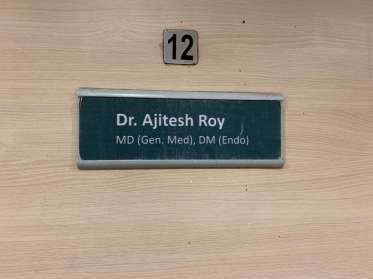 12
Dr. Ajitesh Roy
MD (Gen. Med), DM (Endo)